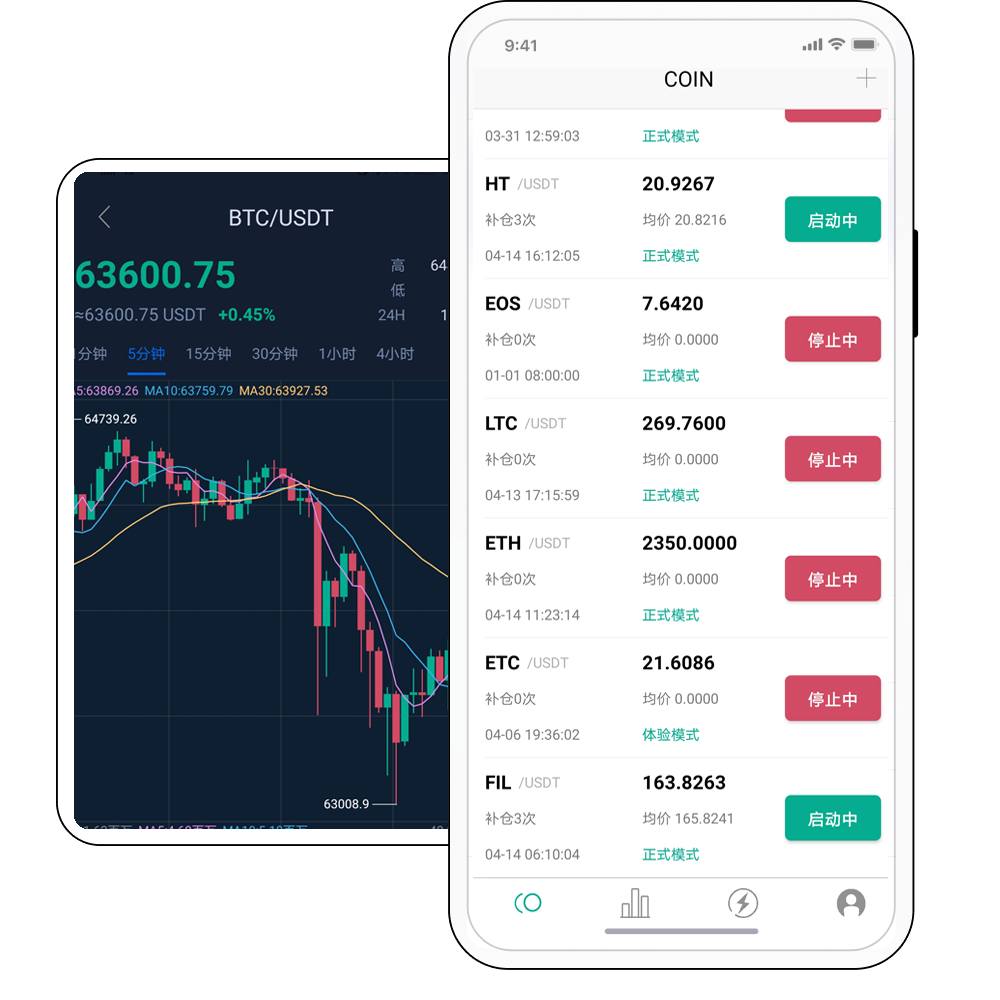 BTC/USDT
63600.75
高 64
低
≈63600.75 USDT +0.45%
24H 1
分钟 5分钟 15分钟 30分钟 1小时 4小时
5:63869.26 MA10:63759.79 MA30:63927.53
64739.26
63008.9
9:41
COIN
03-31 12:59:03 正式模式
HT /USDT 20.9267
补仓3次 均价 20.8216 启动中
04-14 16:12:05 正式模式
EOS /USDT 7.6420
补仓0次 均价 0.0000 停止中
01-01 08:00:00 正式模式
LTC /USDT 269.7600
补仓0次 均价 0.0000 停止中
04-13 17:15:59 正式模式
ETH /USDT 2350.0000
补仓0次 均价 0.0000 停止中
04-14 11:23:14 正式模式
ETC /USDT 21.6086
补仓0次 均价 0.0000 停止中
04-06 19:36:02 体验模式
FIL /USDT 163.8263
补仓3次 均价 165.8241 启动中
04-14 06:10:04 正式模式